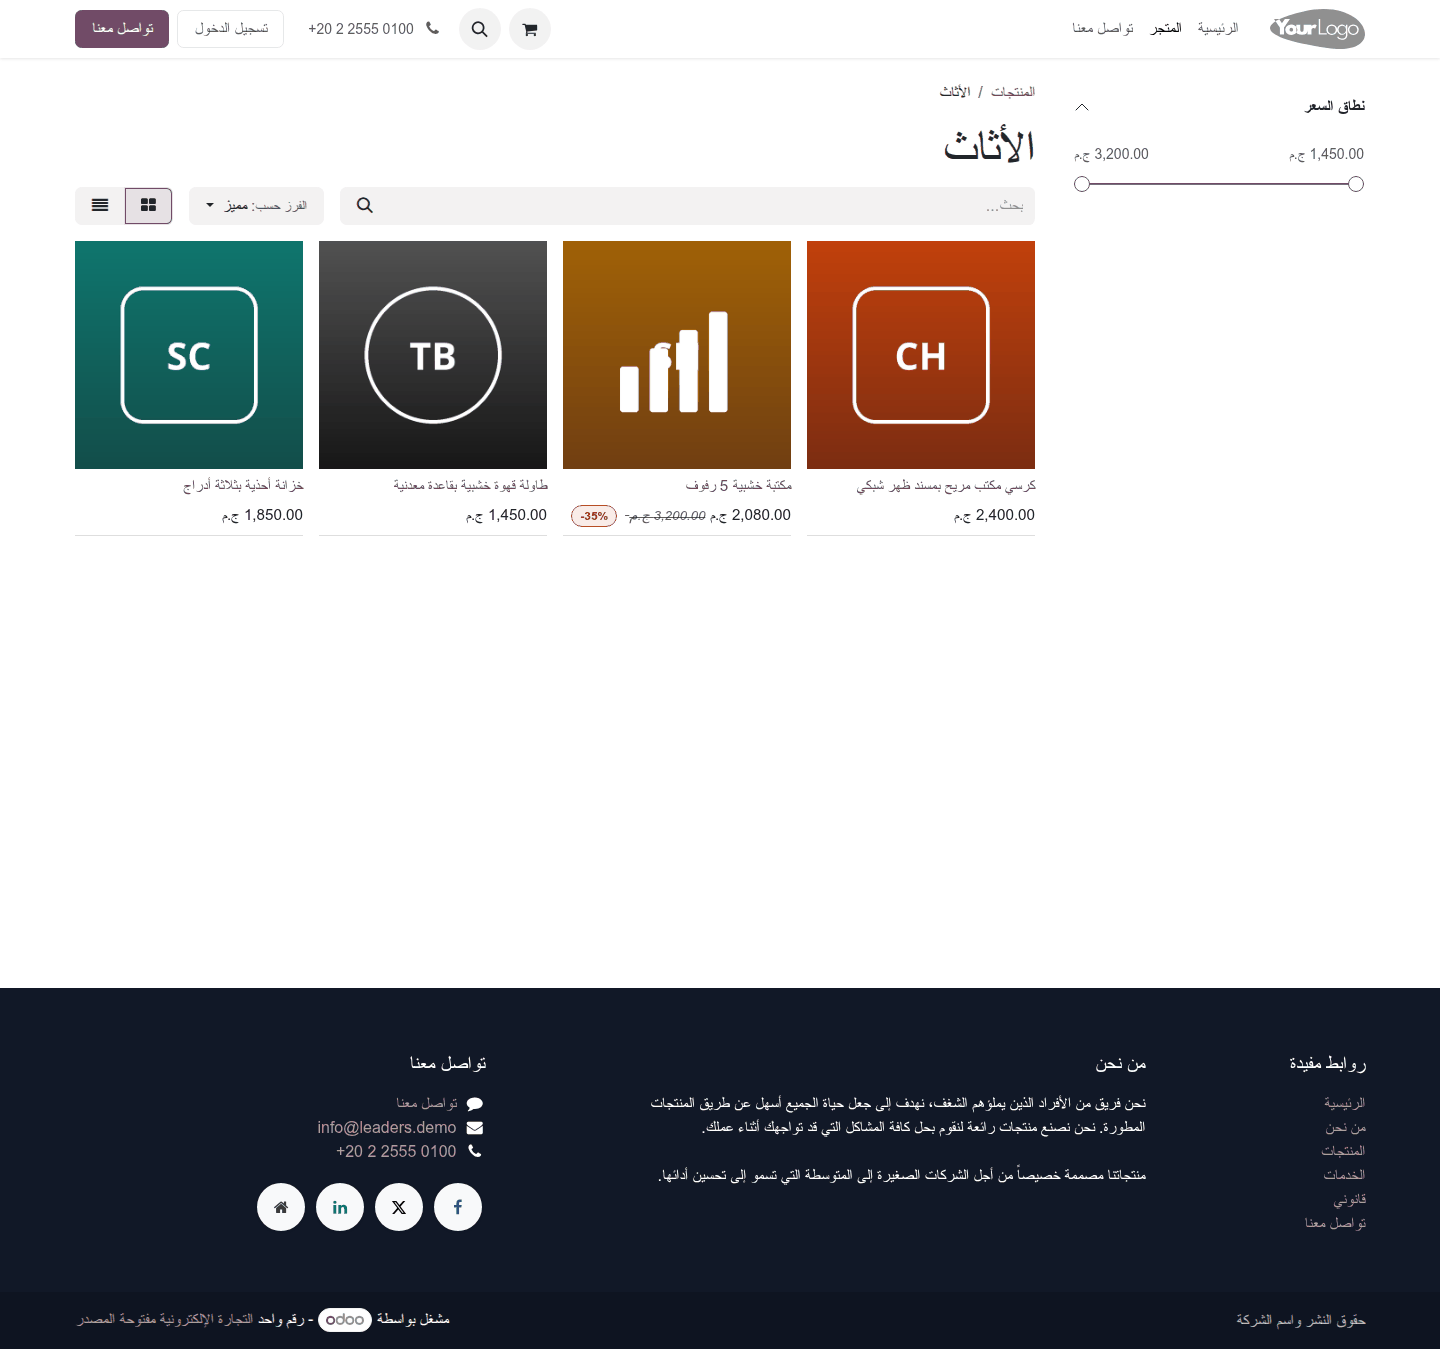 YourLogo
الرئيسية
المتجر
تواصل معنا
+20 2 2555 0100
تسجيل الدخول
تواصل معنا
نطاق السعر
1,450.00 ج.م
3,200.00 ج.م
المنتجات / الأثاث
الأثاث
بحث...
الفرز حسب: مميز
CH
TB
SC
كرسي مكتب مريح بمسند ظهر شبكي
2,400.00 ج.م
مكتبة خشبية 5 رفوف
2,080.00 ج.م 3,200.00 ج.م -35%
طاولة قهوة خشبية بقاعدة معدنية
1,450.00 ج.م
خزانة أحذية بثلاثة أدراج
1,850.00 ج.م
روابط مفيدة
الرئيسية
من نحن
المنتجات
الخدمات
قانوني
تواصل معنا
من نحن
نحن فريق من الأفراد الذين يملؤهم الشغف، نهدف إلى جعل حياة الجميع أسهل عن طريق المنتجات
المطورة. نحن نصنع منتجات رائعة لنقوم بحل كافة المشاكل التي قد تواجهك أثناء عملك.
منتجاتنا مصممة خصيصاً من أجل الشركات الصغيرة إلى المتوسطة التي تسمو إلى تحسين أدائها.
تواصل معنا
تواصل معنا
info@leaders.demo
+20 2 2555 0100
حقوق النشر واسم الشركة
مشغل بواسطة odoo - رقم واحد التجارة الإلكترونية مفتوحة المصدر